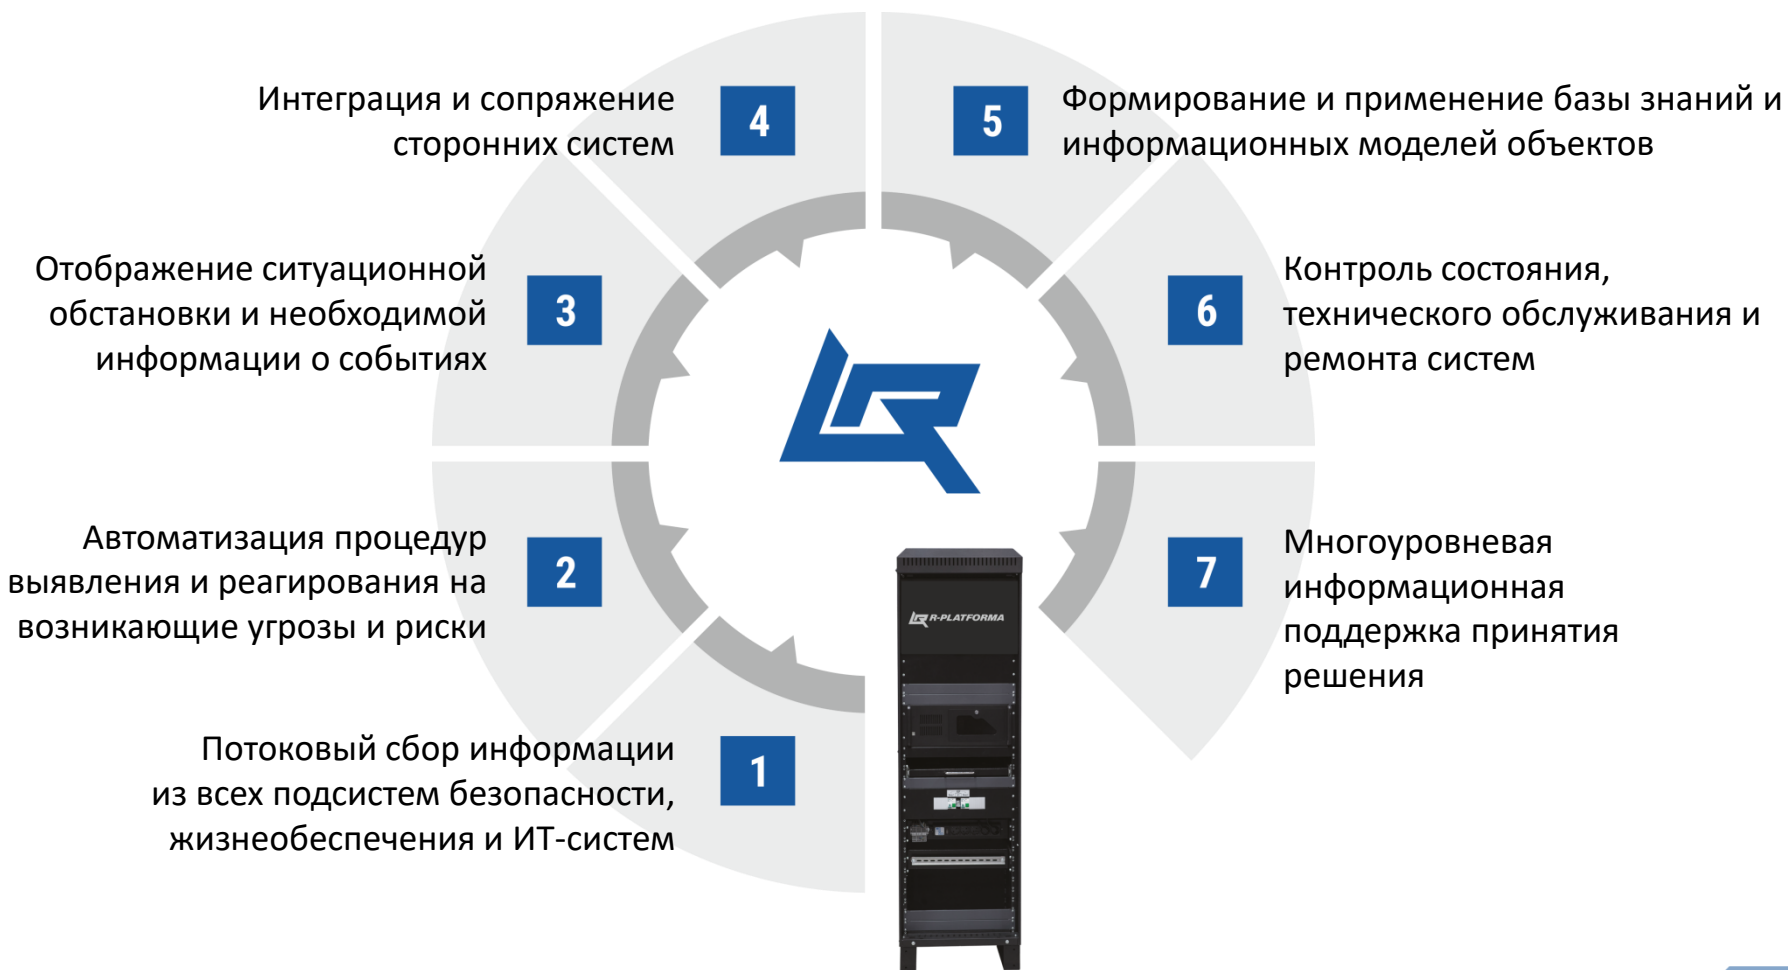 4
Интеграция и сопряжение
сторонних систем
5
Формирование и применение базы знаний и
информационных моделей объектов
3
Отображение ситуационной
обстановки и необходимой
информации о событиях
6
Контроль состояния,
технического обслуживания и
ремонта систем
2
Автоматизация процедур
выявления и реагирования на
возникающие угрозы и риски
7
Многоуровневая
информационная
поддержка принятия
решения
R-PLATFORMA
1
Потоковый сбор информации
из всех подсистем безопасности,
жизнеобеспечения и ИТ-систем